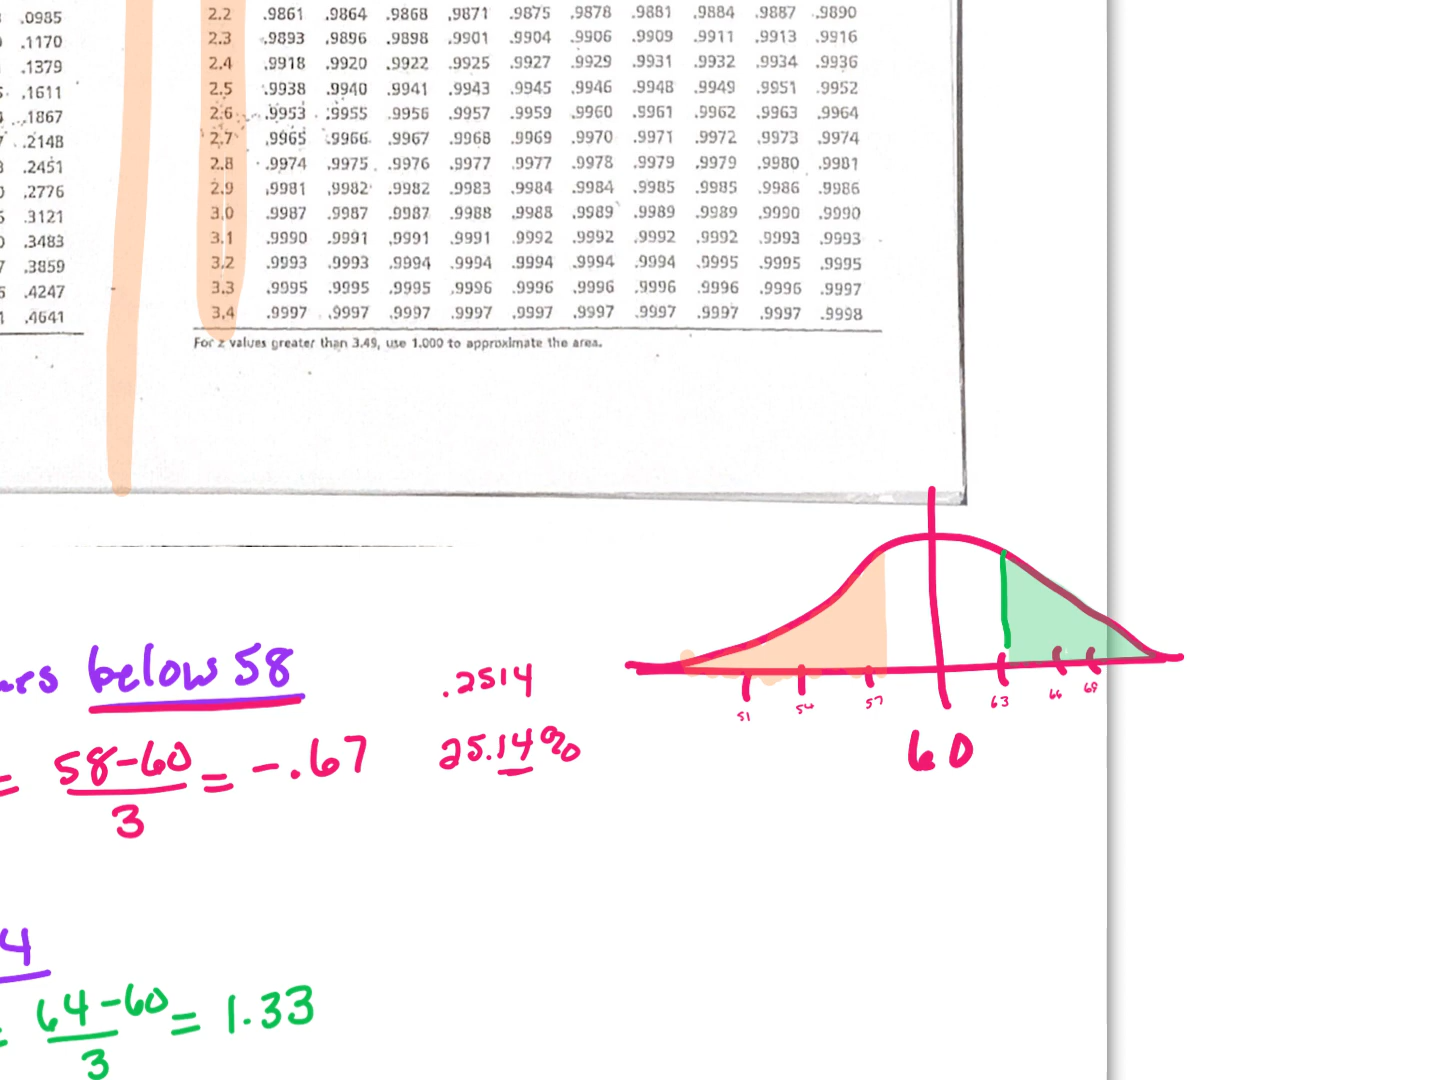 .0985
.1170
.1379
.1611
.1867
.2148
.2451
.2776
.3121
.3483
.3859
.4247
.4641
2.2 .9861 .9864 .9868 .9871 .9875 .9878 .9881 .9884 .9887 .9890
2.3 .9893 .9896 .9898 .9901 .9904 .9906 .9909 .9911 .9913 .9916
2.4 .9918 .9920 .9922 .9925 .9927 .9929 .9931 .9932 .9934 .9936
2.5 .9938 .9940 .9941 .9943 .9945 .9946 .9948 .9949 .9951 .9952
2.6 .9953 .9955 .9956 .9957 .9959 .9960 .9961 .9962 .9963 .9964
2.7 .9965 .9966 .9967 .9968 .9969 .9970 .9971 .9972 .9973 .9974
2.8 .9974 .9975 .9976 .9977 .9977 .9978 .9979 .9979 .9980 .9981
2.9 .9981 .9982 .9982 .9983 .9984 .9984 .9985 .9985 .9986 .9986
3.0 .9987 .9987 .9987 .9988 .9988 .9989 .9989 .9989 .9990 .9990
3.1 .9990 .9991 .9991 .9991 .9992 .9992 .9992 .9992 .9993 .9993
3.2 .9993 .9993 .9994 .9994 .9994 .9994 .9994 .9995 .9995 .9995
3.3 .9995 .9995 .9995 .9996 .9996 .9996 .9996 .9996 .9996 .9997
3.4 .9997 .9997 .9997 .9997 .9997 .9997 .9997 .9997 .9997 .9998
For z values greater than 3.49, use 1.000 to approximate the area.
below 58
= 58-60 / 3 = -.67
.2514
25.14%
51 54 57 63 66 69
60
4
= 64-60 / 3 = 1.33